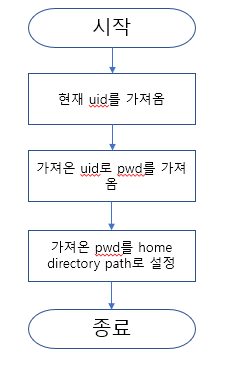 시작
현재 uid를 가져옴
가져온 uid로 pwd를 가져
옴
가져온 pwd를 home
directory path로 설정
종료